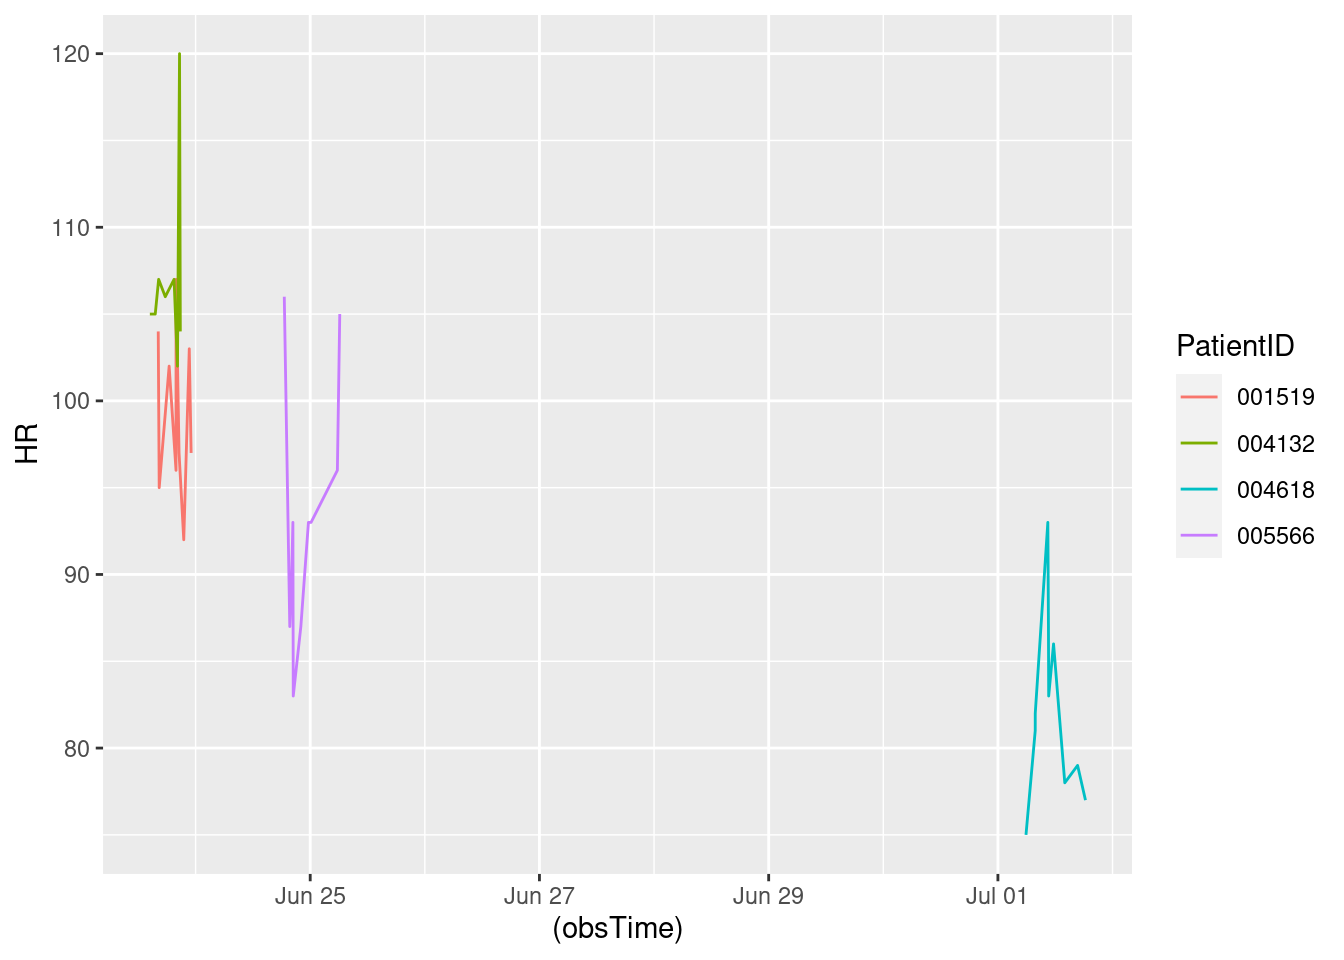 120
110
100
90
80
HR
Jun 25
Jun 27
Jun 29
Jul 01
(obsTime)
PatientID
001519
004132
004618
005566